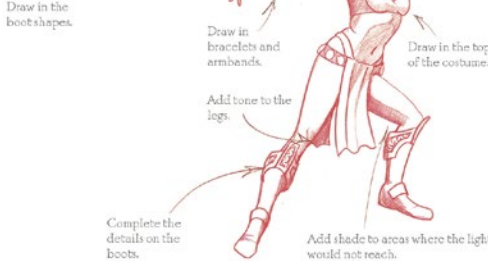 Draw in the
boot shapes.
Draw in
bracelets and
armbands.
Draw in the top
of the costume.
Add tone to the
legs.
Complete the
details on the
boots.
Add shade to areas where the light
would not reach.